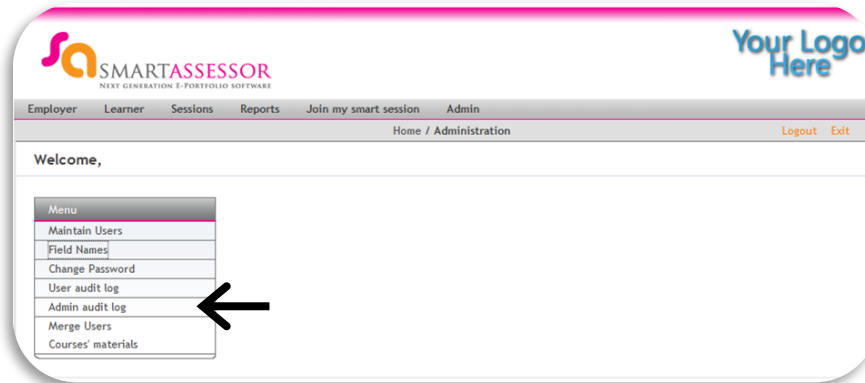 Your Logo
Here
SMARTASSESSOR
NEXT GENERATION E-PORTFOLIO SOFTWARE
Employer Learner Sessions Reports Join my smart session Admin
Home / Administration Logout Exit
Welcome,
Menu
Maintain Users
Field Names
Change Password
User audit log
Admin audit log
Merge Users
Courses' materials